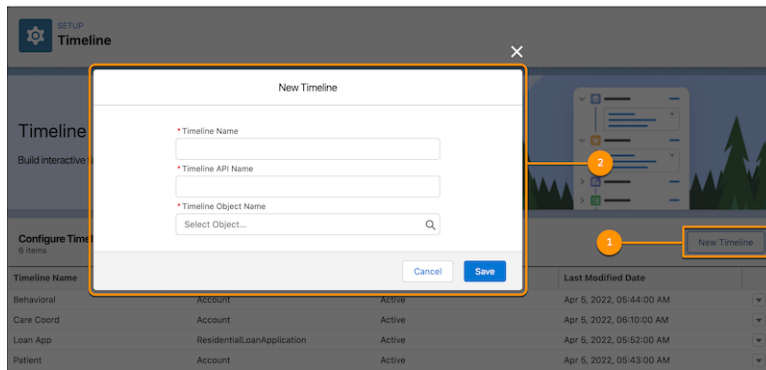 SETUP
Timeline
New Timeline
Timeline
Build interactive
* Timeline Name
* Timeline API Name
* Timeline Object Name
Select Object...
Cancel
Save
2
1
New Timeline
Configure Time
6 items
Timeline Name
Last Modified Date
Behavioral Account Active Apr 5, 2022, 05:44:00 AM
Care Coord Account Active Apr 5, 2022, 06:10:00 AM
Loan App ResidentialLoanApplication Active Apr 5, 2022, 05:52:00 AM
Patient Account Active Apr 5, 2022, 05:43:00 AM